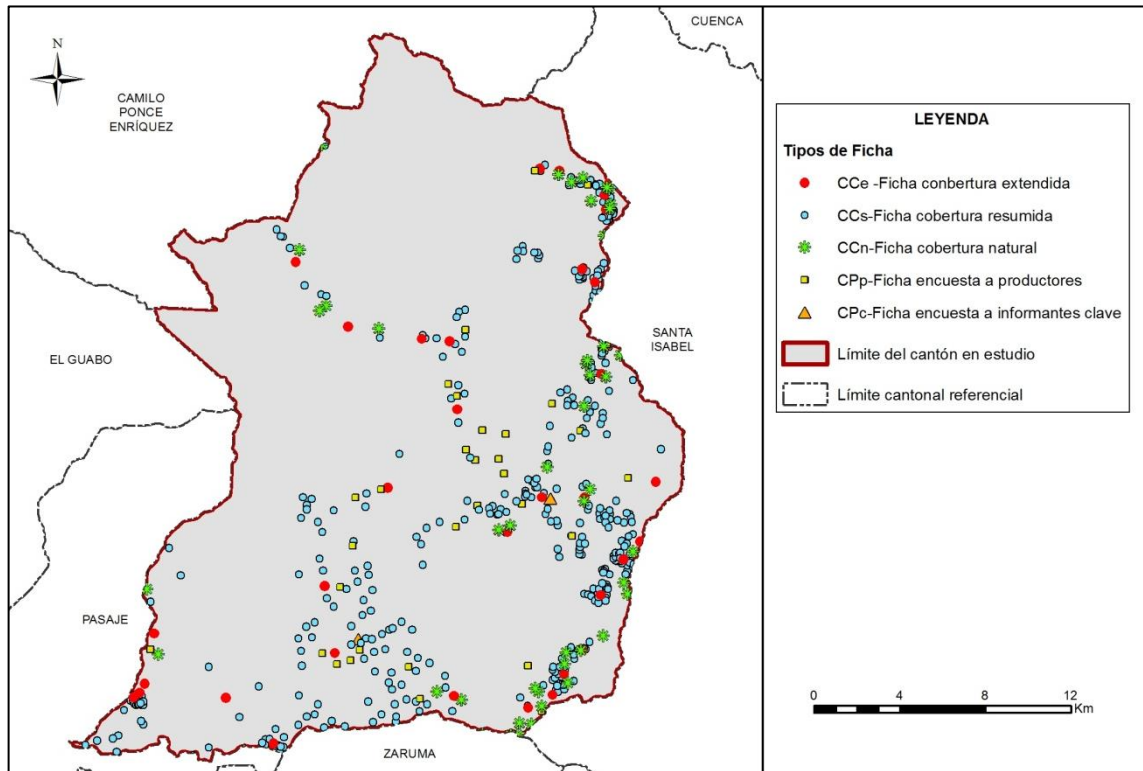 CUENCA
N
CAMILO
PONCE
ENRÍQUEZ
EL GUABO
SANTA
ISABEL
PASAJE
ZARUMA
LEYENDA
Tipos de Ficha
CCe -Ficha conbertura extendida
CCs-Ficha cobertura resumida
CCn-Ficha cobertura natural
CPp-Ficha encuesta a productores
CPc-Ficha encuesta a informantes clave
Límite del cantón en estudio
Límite cantonal referencial
0 4 8 12
Km